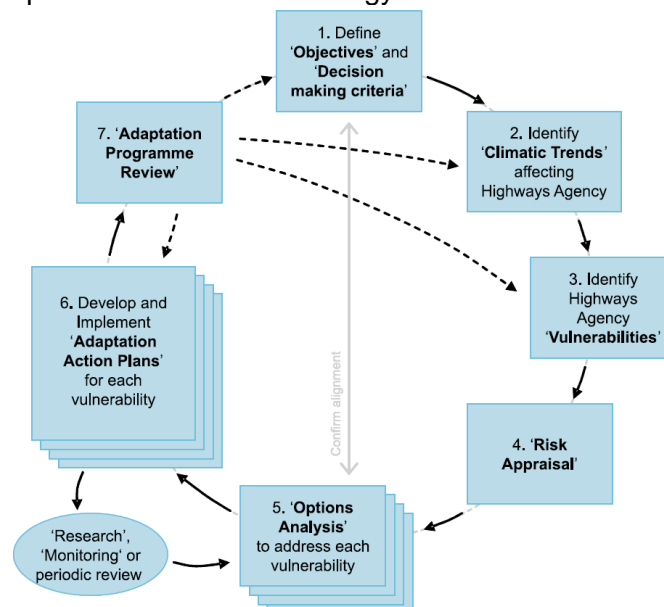 1. Define
‘Objectives’ and
‘Decision
making criteria’
2. Identify
‘Climatic Trends’
affecting
Highways Agency
3. Identify
Highways
Agency
‘Vulnerabilities’
4. ‘Risk
Appraisal’
5. ‘Options
Analysis’
to address each
vulnerability
6. Develop and
Implement
‘Adaptation
Action Plans’
for each
vulnerability
‘Research’,
‘Monitoring‘ or
periodic review
7. ‘Adaptation
Programme
Review’
Confirm alignment